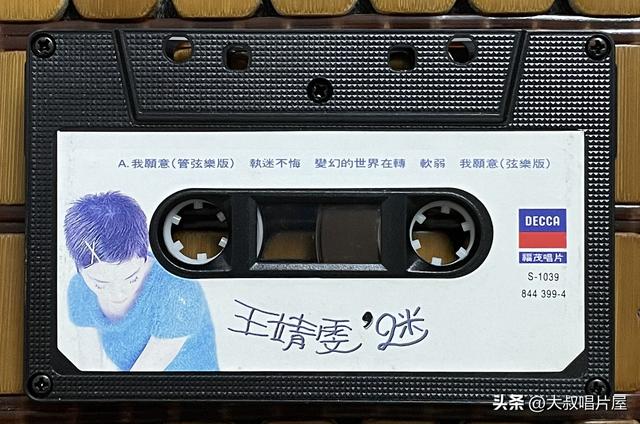 A.我願意(管弦樂版) 執迷不悔 變幻的世界在轉 軟弱 我願意(弦樂版)
DECCA
福茂唱片
S-1039
844 399-4
王靖雯'迷
头条 @大叔唱片屋